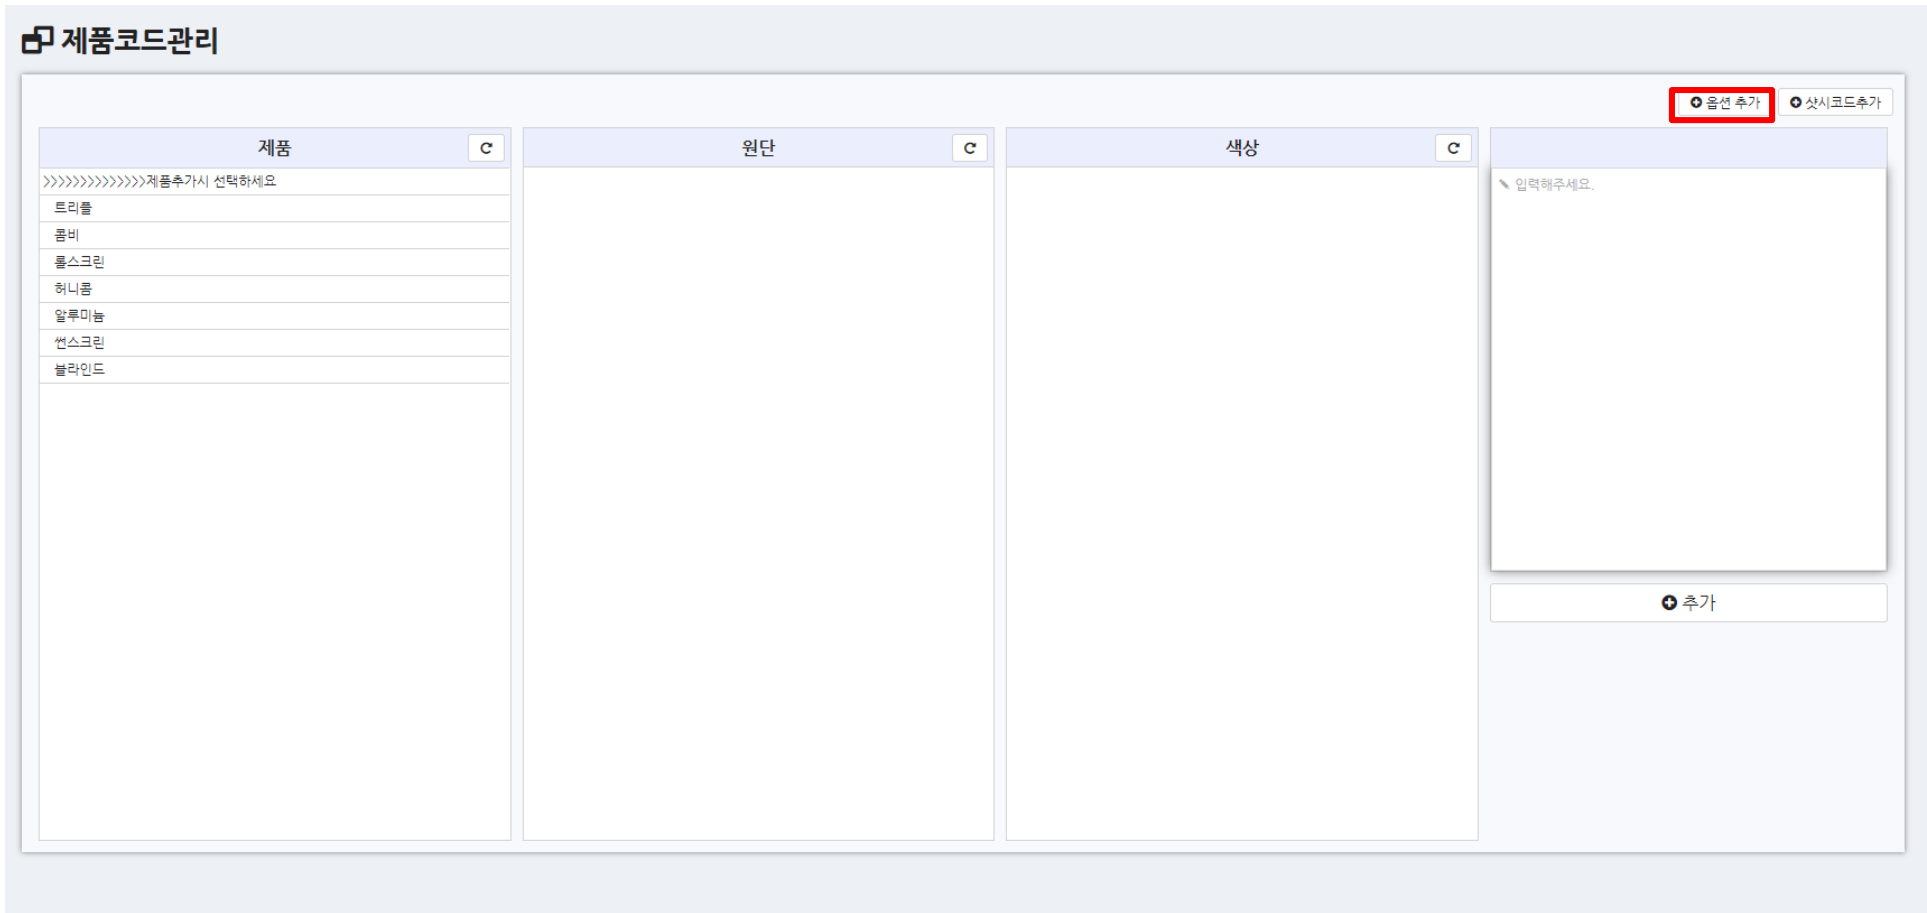 제품코드관리
옵션 추가
샷시코드추가
제품
원단
색상
>>>>>>>>>>>>>>제품추가시 선택하세요
트리플
콤비
롤스크린
허니콤
알루미늄
썬스크린
블라인드
입력해주세요.
추가